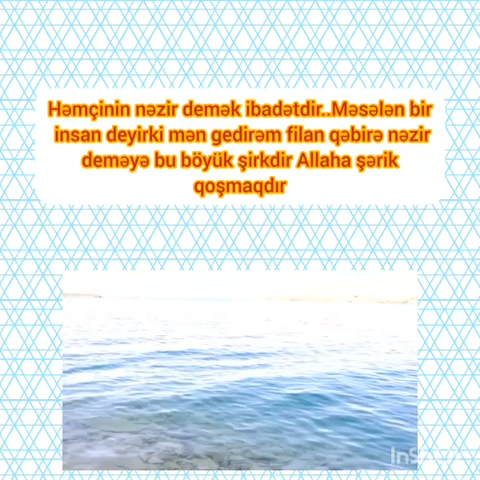 Həmçinin nəzir demək ibadətdir..Məsələn bir
insan deyirki mən gedirəm filan qəbirə nəzir
deməyə bu böyük şirkdir Allaha şərik
qoşmaqdır